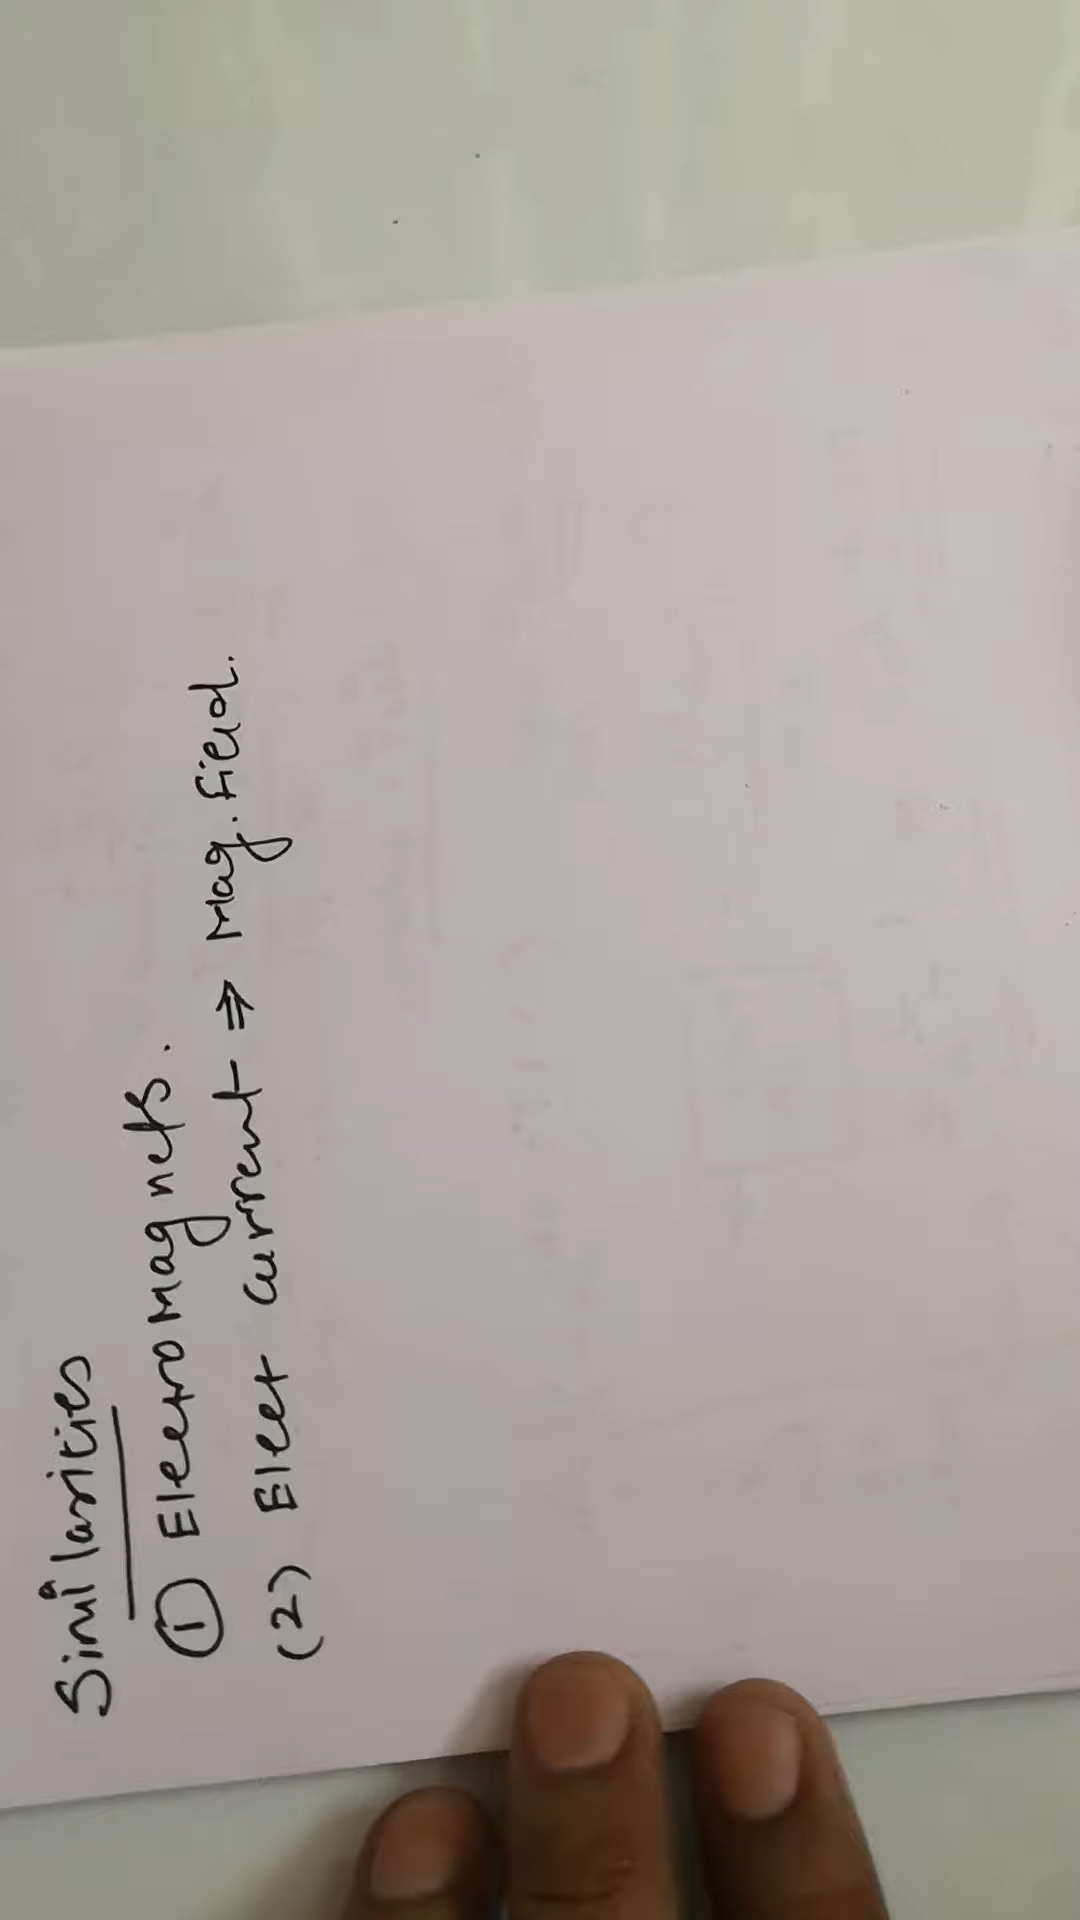 Similarities
① Electromagnets.
(2) Elect current ⇒ Mag. field.